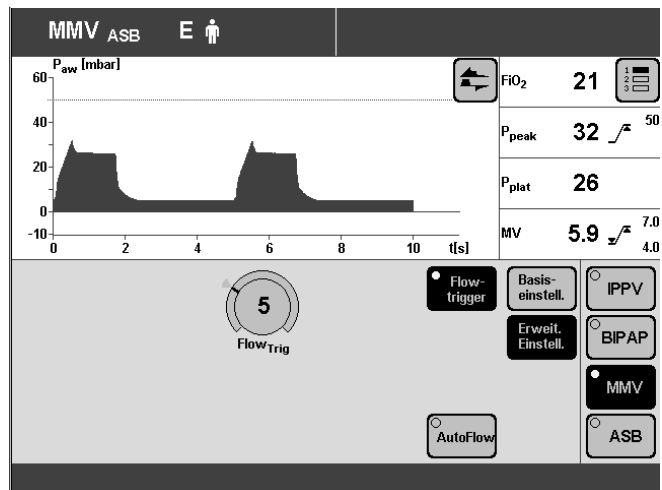 MMV ASB E
Paw [mbar]
60
40
20
0
-10
0 2 4 6 8 10 t[s]
FiO2 21
1
2
3
Ppeak 32 50
Pplat 26
MV 5.9 7.0
4.0
5
FlowTrig
Flow-
trigger
Basis-
einstell.
Erweit.
Einstell.
AutoFlow
IPPV
BIPAP
MMV
ASB